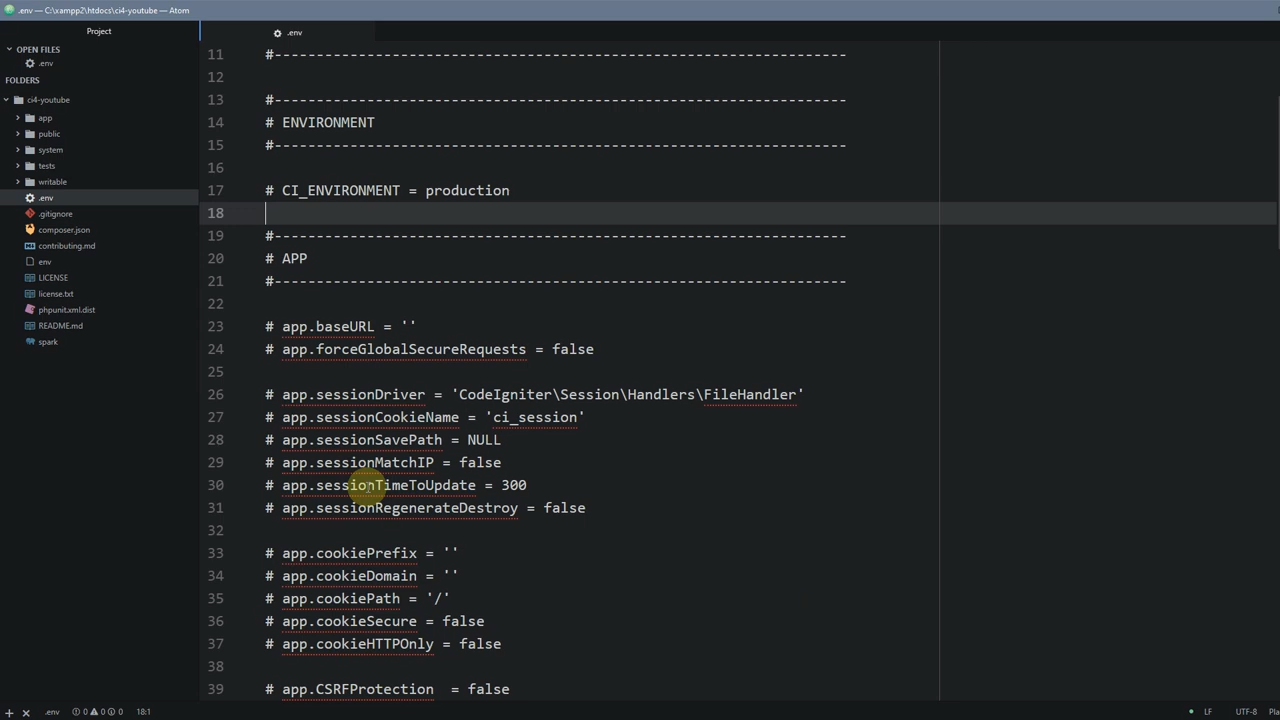 .env — C:\xampp2\htdocs\ci4-youtube — Atom
Project
OPEN FILES
.env
FOLDERS
ci4-youtube
app
public
system
tests
writable
.env
.gitignore
composer.json
contributing.md
env
LICENSE
license.txt
phpunit.xml.dist
README.md
spark
.env
11 #--------------------------------------------------------------------
12
13 #--------------------------------------------------------------------
14 # ENVIRONMENT
15 #--------------------------------------------------------------------
16
17 # CI_ENVIRONMENT = production
18
19 #--------------------------------------------------------------------
20 # APP
21 #--------------------------------------------------------------------
22
23 # app.baseURL = ''
24 # app.forceGlobalSecureRequests = false
25
26 # app.sessionDriver = 'CodeIgniter\Session\Handlers\FileHandler'
27 # app.sessionCookieName = 'ci_session'
28 # app.sessionSavePath = NULL
29 # app.sessionMatchIP = false
30 # app.sessionTimeToUpdate = 300
31 # app.sessionRegenerateDestroy = false
32
33 # app.cookiePrefix = ''
34 # app.cookieDomain = ''
35 # app.cookiePath = '/'
36 # app.cookieSecure = false
37 # app.cookieHTTPOnly = false
38
39 # app.CSRFProtection  = false
.env 0 0 0 18:1 LF UTF-8 Pla